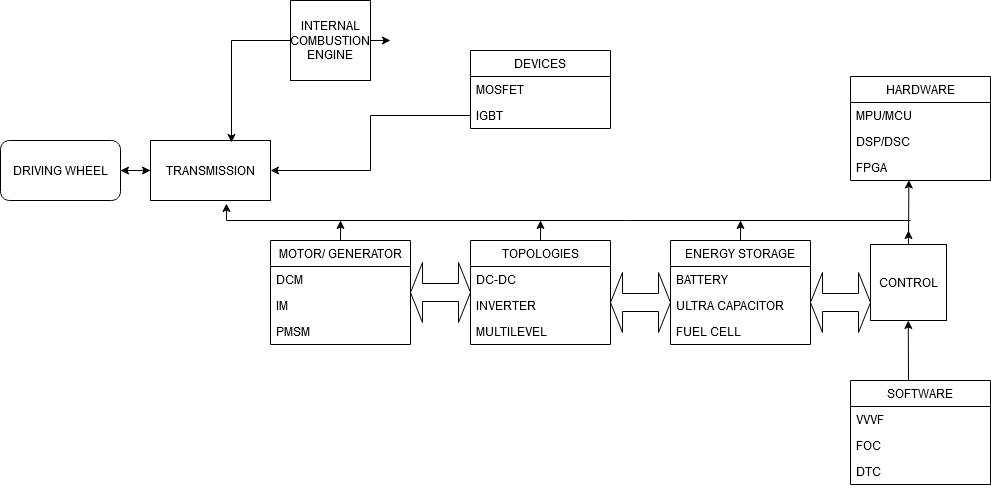 INTERNAL
COMBUSTION
ENGINE
DEVICES
MOSFET
IGBT
HARDWARE
MPU/MCU
DSP/DSC
FPGA
DRIVING WHEEL
TRANSMISSION
MOTOR/ GENERATOR
DCM
IM
PMSM
TOPOLOGIES
DC-DC
INVERTER
MULTILEVEL
ENERGY STORAGE
BATTERY
ULTRA CAPACITOR
FUEL CELL
CONTROL
SOFTWARE
VVVF
FOC
DTC